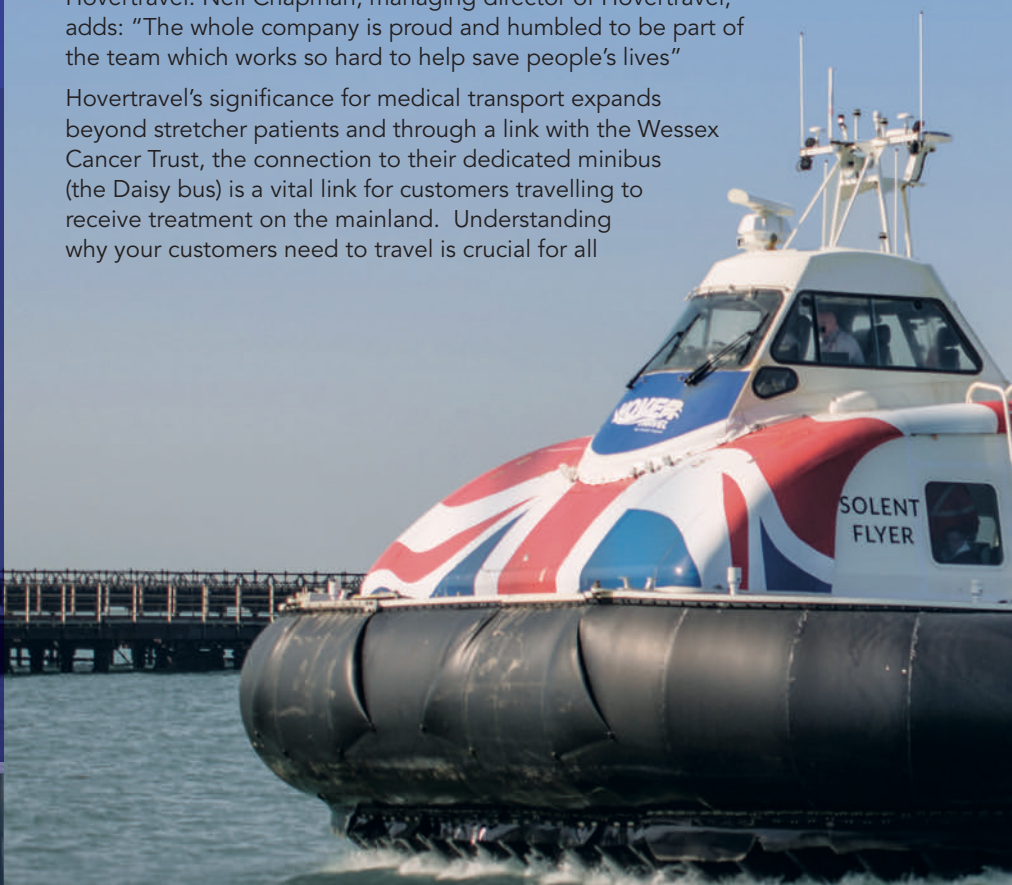 Hovertravel. Neil Chapman, managing director of Hovertravel,
adds: “The whole company is proud and humbled to be part of
the team which works so hard to help save people’s lives”
Hovertravel’s significance for medical transport expands
beyond stretcher patients and through a link with the Wessex
Cancer Trust, the connection to their dedicated minibus
(the Daisy bus) is a vital link for customers travelling to
receive treatment on the mainland.  Understanding
why your customers need to travel is crucial for all
HOVER
TRAVEL
SOLENT
FLYER